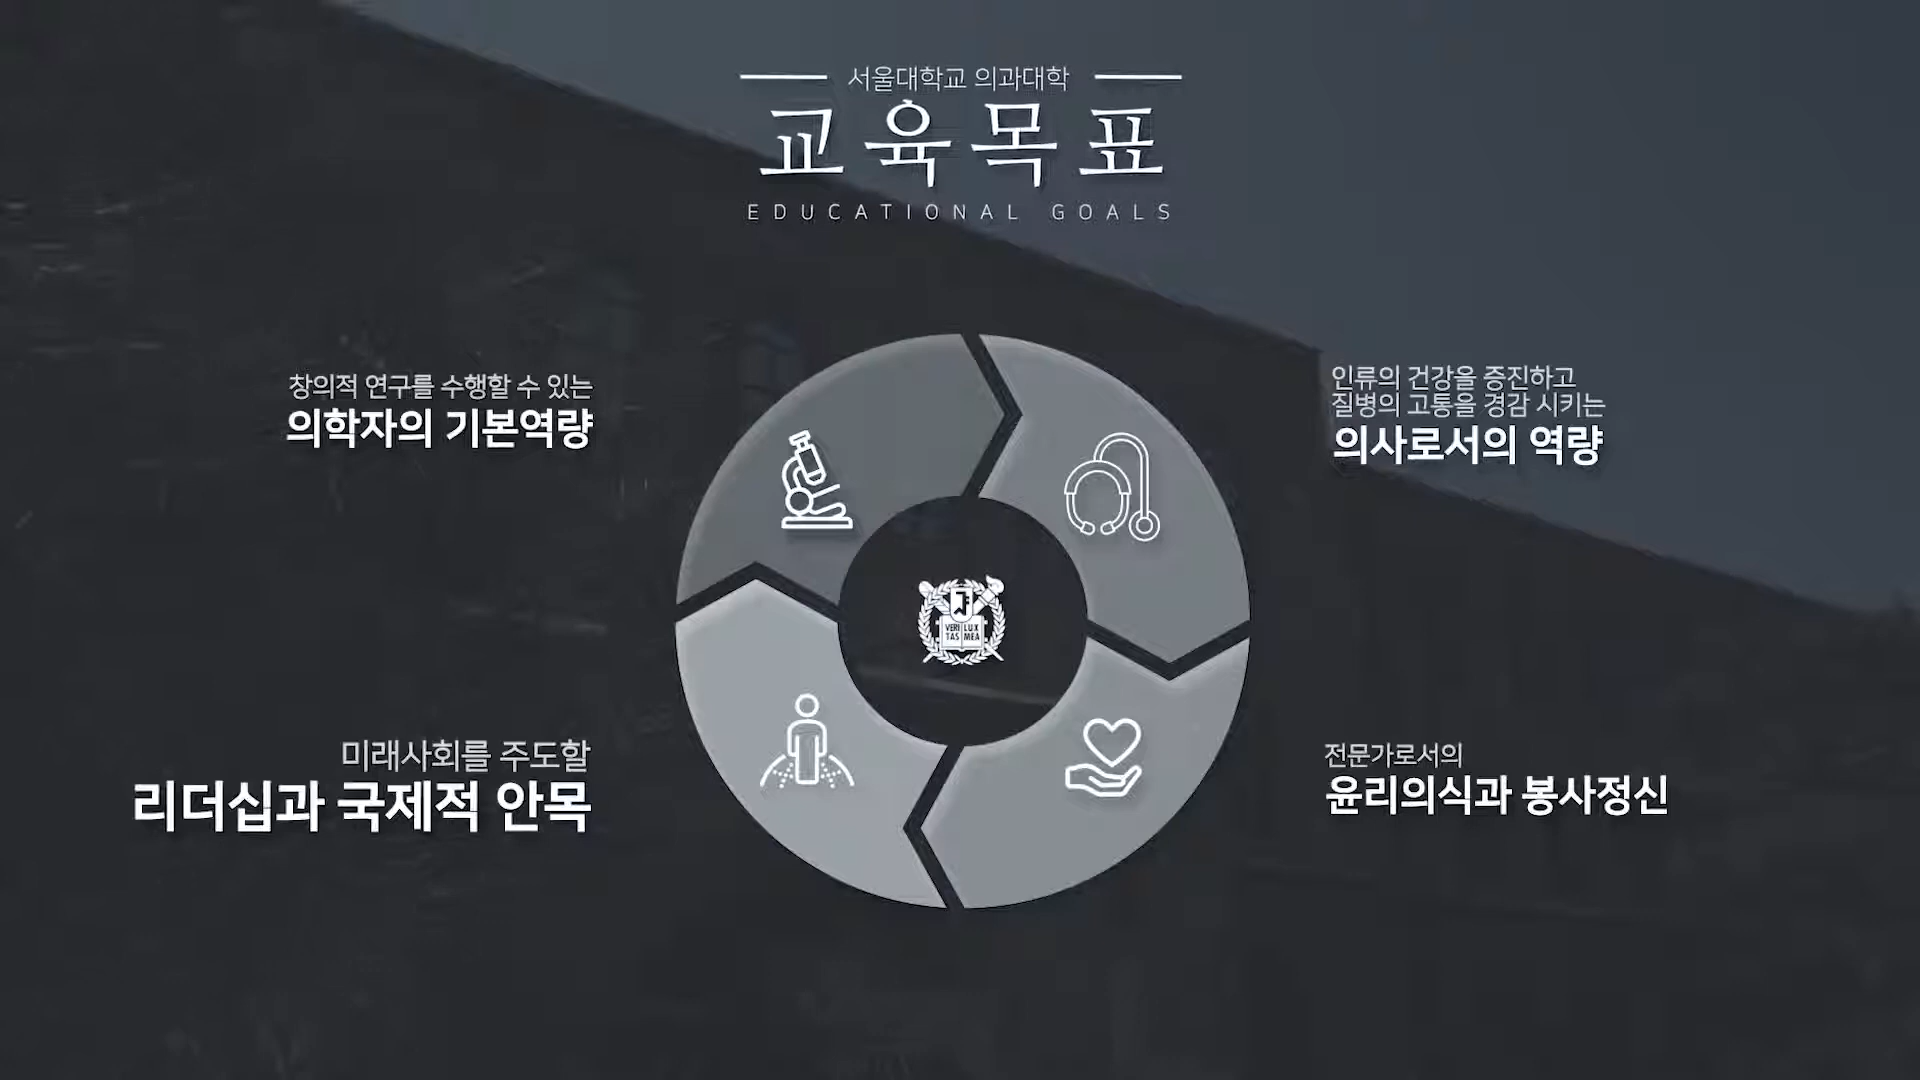 서울대학교 의과대학
교육목표
EDUCATIONAL GOALS
창의적 연구를 수행할 수 있는
의학자의 기본역량
인류의 건강을 증진하고
질병의 고통을 경감 시키는
의사로서의 역량
VERI LUX
TAS MEA
미래사회를 주도할
리더십과 국제적 안목
전문가로서의
윤리의식과 봉사정신